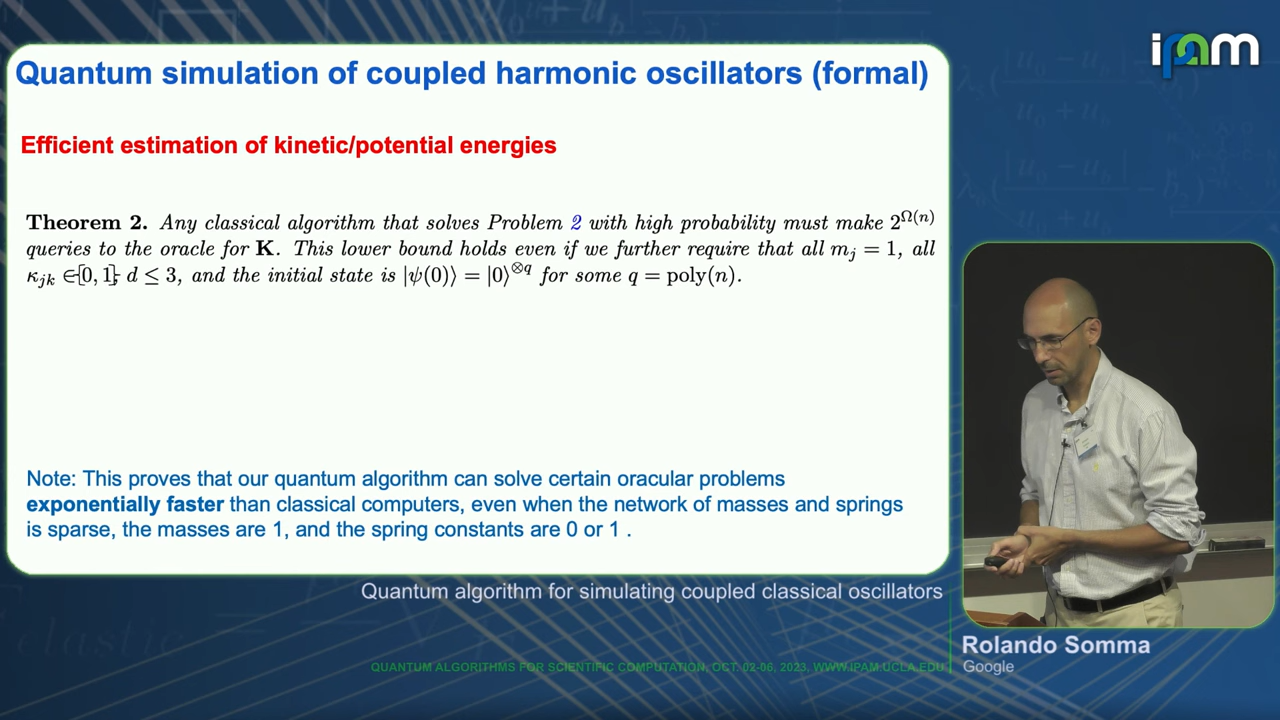 ipam
Quantum simulation of coupled harmonic oscillators (formal)
Efficient estimation of kinetic/potential energies
Theorem 2. Any classical algorithm that solves Problem 2 with high probability must make 2^Ω(n)
queries to the oracle for K. This lower bound holds even if we further require that all m_j = 1, all
κ_jk ∈ {0, 1}, d ≤ 3, and the initial state is |ψ(0)⟩ = |0⟩^⊗q for some q = poly(n).
Note: This proves that our quantum algorithm can solve certain oracular problems
exponentially faster than classical computers, even when the network of masses and springs
is sparse, the masses are 1, and the spring constants are 0 or 1 .
Quantum algorithm for simulating coupled classical oscillators
Rolando Somma
Google
QUANTUM ALGORITHMS FOR SCIENTIFIC COMPUTATION, OCT. 02-06, 2023, WWW.IPAM.UCLA.EDU
elastic